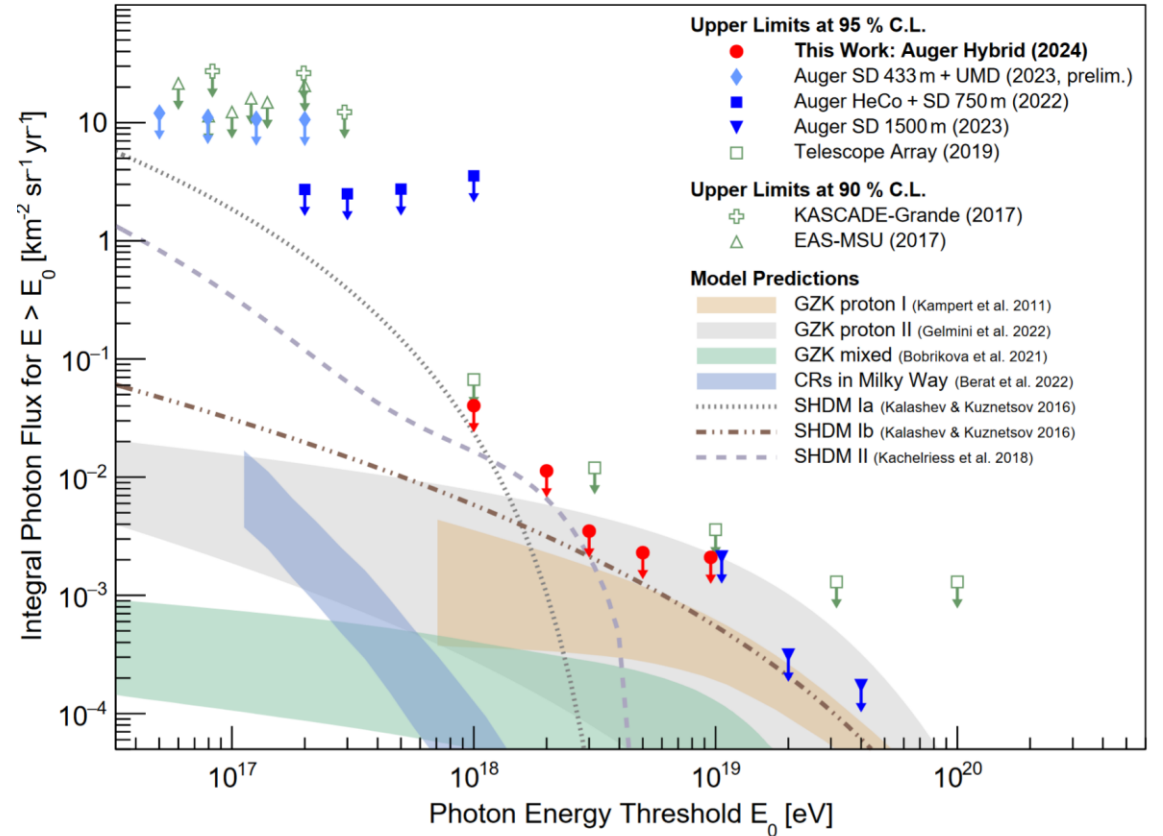 Integral Photon Flux for E > E₀ [km⁻² sr⁻¹ yr⁻¹]
10
1
10⁻¹
10⁻²
10⁻³
10⁻⁴
Upper Limits at 95 % C.L.
This Work: Auger Hybrid (2024)
Auger SD 433 m + UMD (2023, prelim.)
Auger HeCo + SD 750 m (2022)
Auger SD 1500 m (2023)
Telescope Array (2019)
Upper Limits at 90 % C.L.
KASCADE-Grande (2017)
EAS-MSU (2017)
Model Predictions
GZK proton I (Kampert et al. 2011)
GZK proton II (Gelmini et al. 2022)
GZK mixed (Bobrikova et al. 2021)
CRs in Milky Way (Berat et al. 2022)
SHDM Ia (Kalashev & Kuznetsov 2016)
SHDM Ib (Kalashev & Kuznetsov 2016)
SHDM II (Kachelriess et al. 2018)
10¹⁷
10¹⁸
10¹⁹
10²⁰
Photon Energy Threshold E₀ [eV]